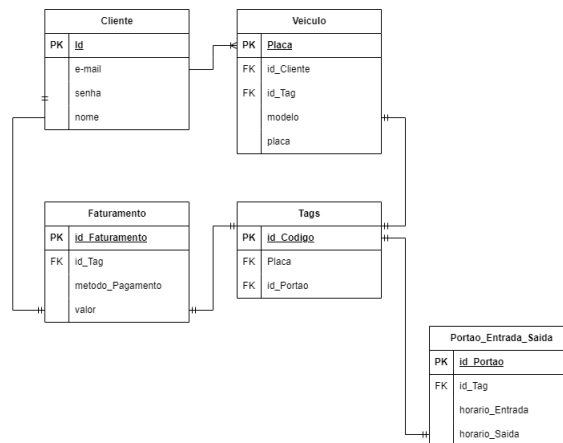 Cliente
PK Id
e-mail
senha
nome
Veiculo
PK Placa
FK id_Cliente
FK id_Tag
modelo
placa
Faturamento
PK id_Faturamento
FK id_Tag
metodo_Pagamento
valor
Tags
PK id_Codigo
FK Placa
FK id_Portao
Portao_Entrada_Saida
PK id_Portao
FK id_Tag
horario_Entrada
horario_Saida